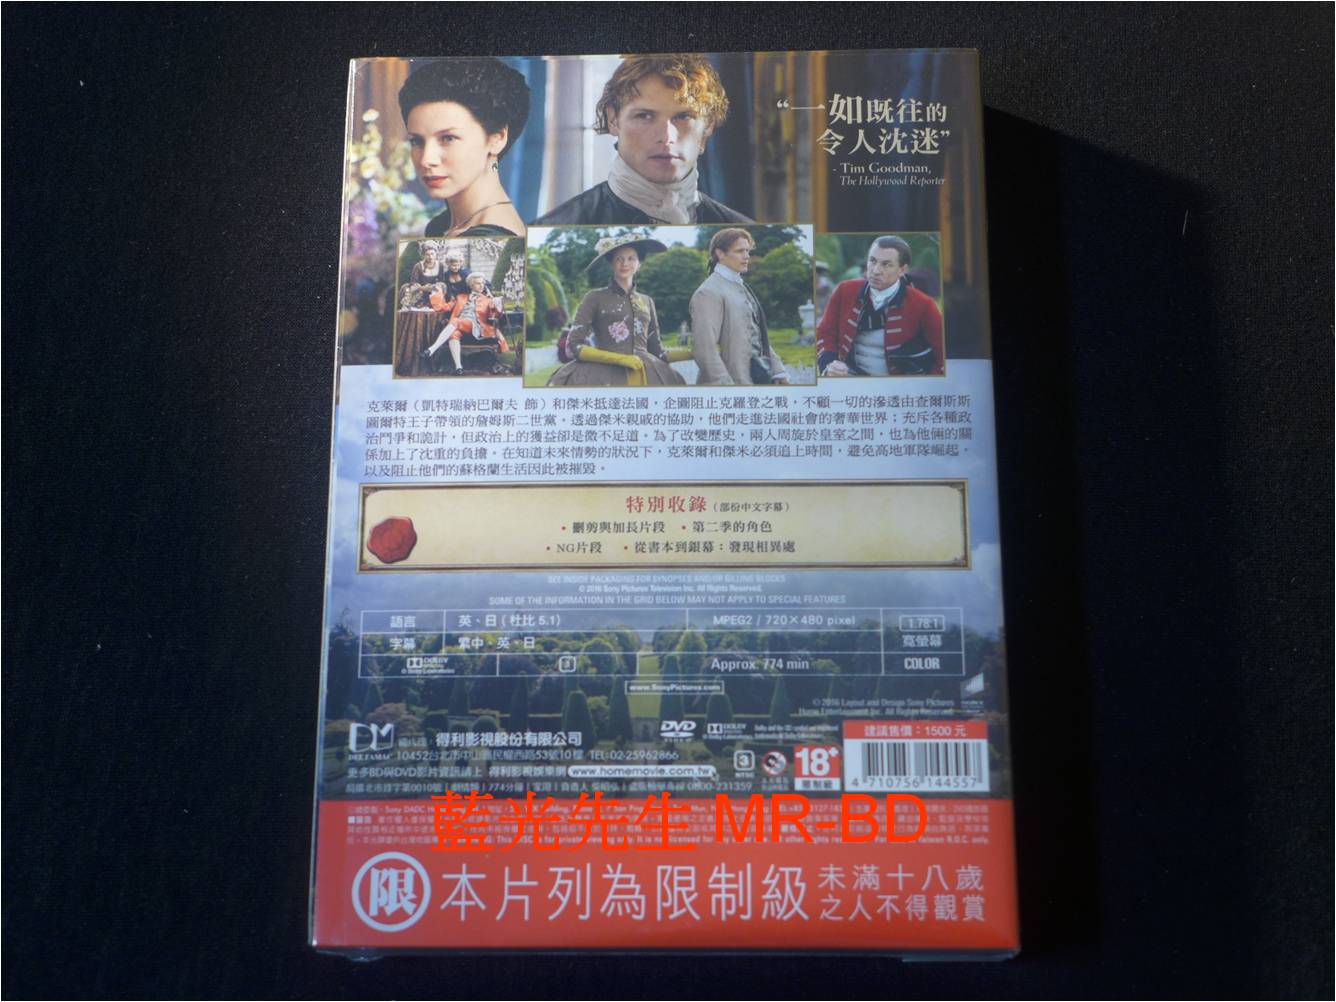 “一如既往的
令人沈迷”
- Tim Goodman,
The Hollywood Reporter
克萊爾（凱特瑞納巴爾夫 飾）和傑米抵達法國，企圖阻止克羅登之戰，不顧一切的滲透由查爾斯斯
圖爾特王子帶領的詹姆斯二世黨。透過傑米親戚的協助，他們走進法國社會的奢華世界；充斥各種政
治鬥爭和詭計，但政治上的獲益卻是微不足道。為了改變歷史，兩人周旋於皇室之間，也為他倆的關
係加上了沈重的負擔。在知道未來情勢的狀況下，克萊爾和傑米必須追上時間，避免高地軍隊崛起，
以及阻止他們的蘇格蘭生活因此被摧毀。
特別收錄（部份中文字幕）
• 刪剪與加長片段 • 第二季的角色
• NG片段 • 從書本到銀幕：發現相異處
SEE INSIDE PACKAGING FOR SYNOPSES AND/OR BILLING BLOCKS
© 2016 Sony Pictures Television Inc. All Rights Reserved.
SOME OF THE INFORMATION IN THE GRID BELOW MAY NOT APPLY TO SPECIAL FEATURES
語言 英、日（杜比 5.1） MPEG2 / 720×480 pixel 1.78:1
字幕 繁中、英、日 寬螢幕
DOLBY DIGITAL 3 Approx. 774 min COLOR
www.SonyPictures.com
© 2016 Layout and Design Sony Pictures
Home Entertainment Inc. All Rights Reserved.
DELTAMAC 得利影視股份有限公司
10452台北市中山區民權西路53號10樓 TEL:02-25962866
更多BD與DVD影片資訊請上 得利影視娛樂網 www.homemovie.com.tw
0800-231359
DVD
DOLBY DIGITAL
3 NTSC
18+
限制級
建議售價：1500 元
4 710756 144557
藍光先生 MR-BD
限 本片列為限制級 未滿十八歲
之人不得觀賞